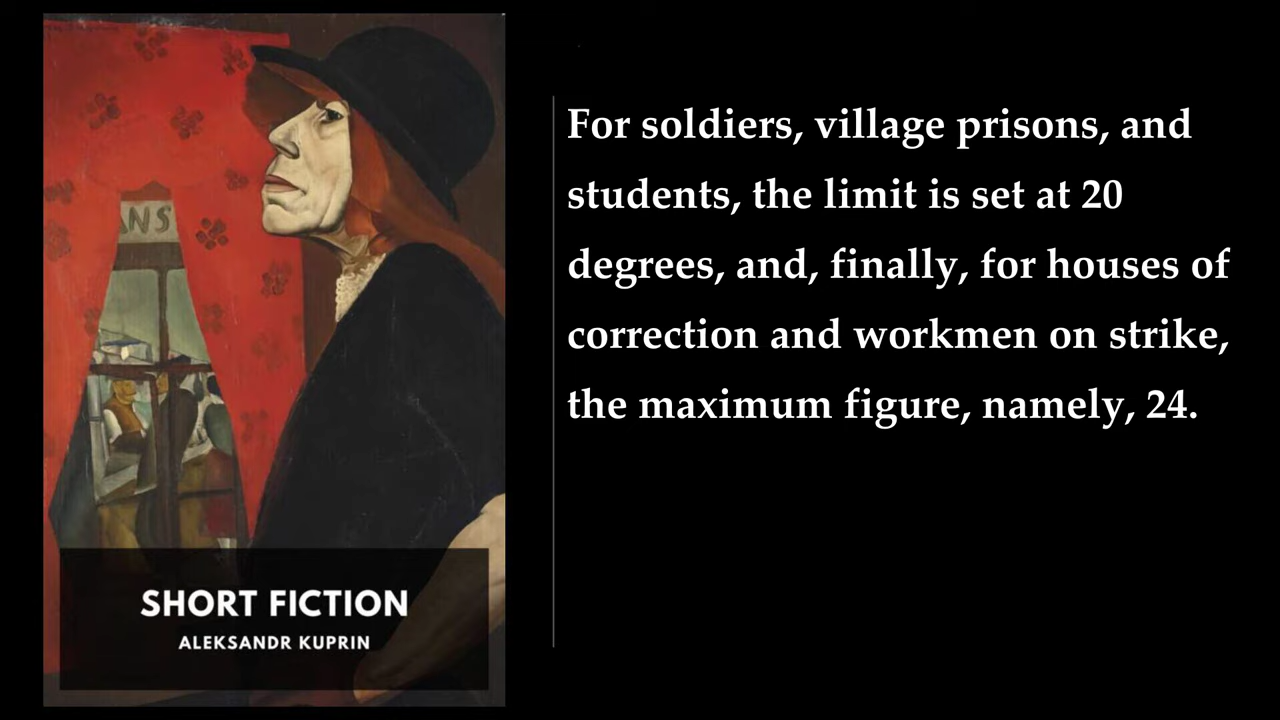 ANS
SHORT FICTION
ALEKSANDR KUPRIN
For soldiers, village prisons, and
students, the limit is set at 20
degrees, and, finally, for houses of
correction and workmen on strike,
the maximum figure, namely, 24.